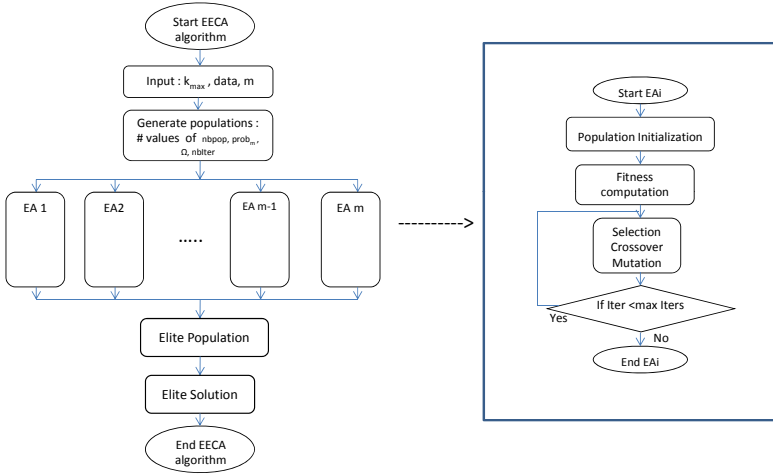 Start EECA
algorithm
Input : kmax , data, m
Generate populations :
# values of nbpop, probm ,
Ω, nbIter
EA 1
EA2
.....
EA m-1
EA m
Elite Population
Elite Solution
End EECA
algorithm
Start EAi
Population Initialization
Fitness
computation
Selection
Crossover
Mutation
If Iter <max Iters
Yes
No
End EAi